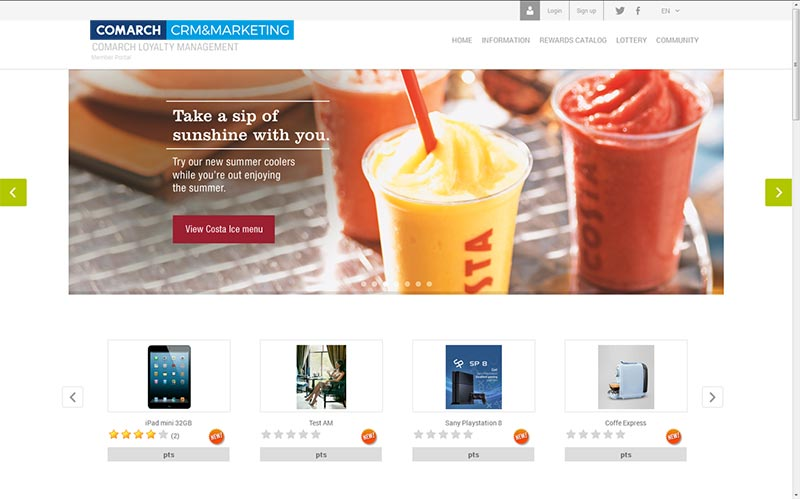 Login
Sign up
EN
COMARCH CRM&MARKETING
COMARCH LOYALTY MANAGEMENT
Member Portal
HOME
INFORMATION
REWARDS CATALOG
LOTTERY
COMMUNITY
Take a sip of
sunshine with you.
Try our new summer coolers
while you're out enjoying
the summer.
View Costa Ice menu
STA
COSTA
SP 8
iPad mini 32GB
(2)
NEW!
pts
Test AM
NEW!
pts
Sany Playstation 8
NEW!
pts
Coffe Express
NEW!
pts